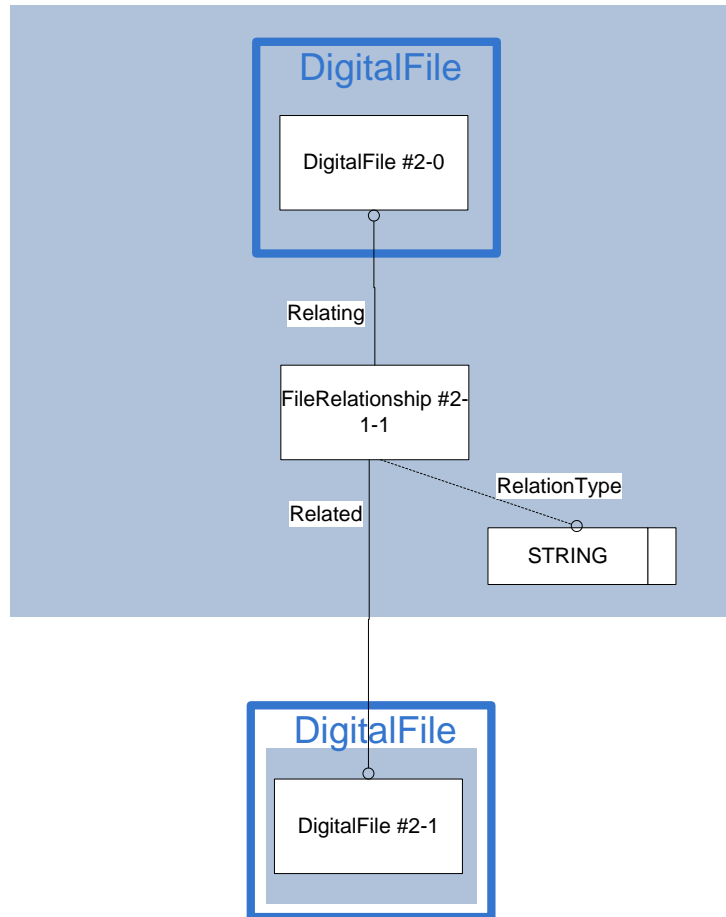 DigitalFile
DigitalFile #2-0
Relating
FileRelationship #2-
1-1
RelationType
Related
STRING
DigitalFile
DigitalFile #2-1